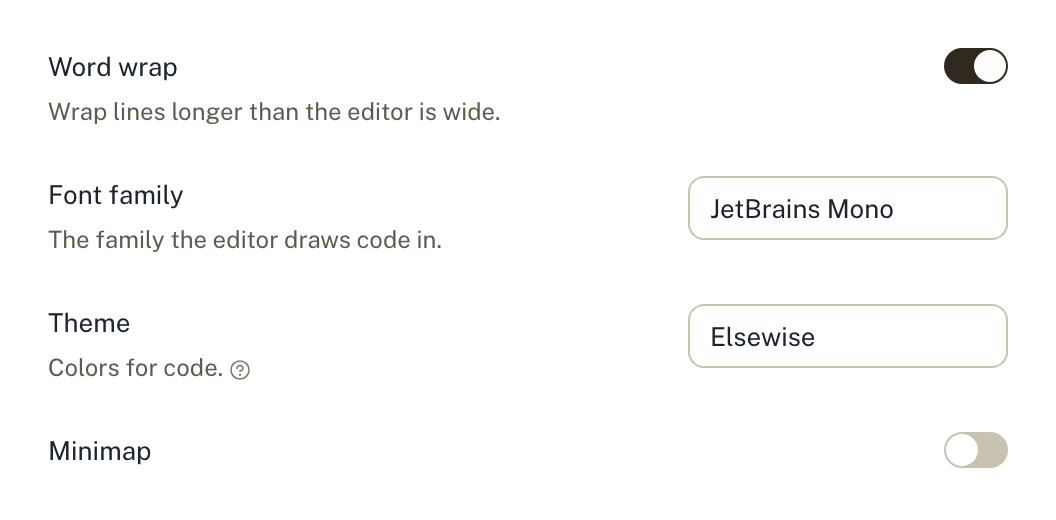 Word wrap
Wrap lines longer than the editor is wide.
Font family
JetBrains Mono
The family the editor draws code in.
Theme
Elsewise
Colors for code.
Minimap